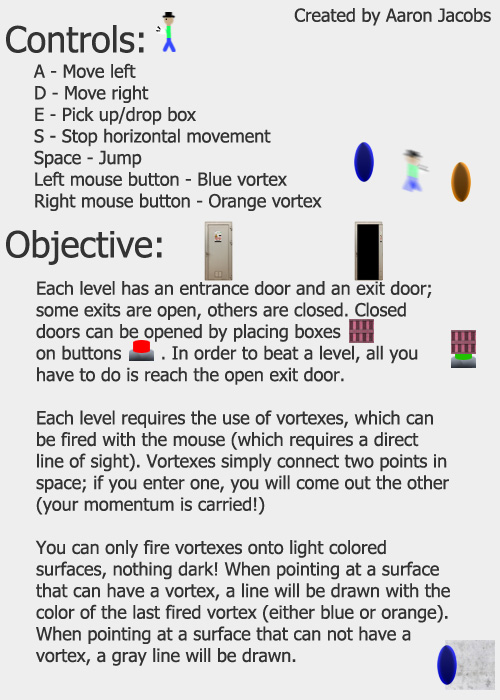 Created by Aaron Jacobs
Controls:
A - Move left
D - Move right
E - Pick up/drop box
S - Stop horizontal movement
Space - Jump
Left mouse button - Blue vortex
Right mouse button - Orange vortex
Objective:
Each level has an entrance door and an exit door;
some exits are open, others are closed. Closed
doors can be opened by placing boxes
on buttons . In order to beat a level, all you
have to do is reach the open exit door.
Each level requires the use of vortexes, which can
be fired with the mouse (which requires a direct
line of sight). Vortexes simply connect two points in
space; if you enter one, you will come out the other
(your momentum is carried!)
You can only fire vortexes onto light colored
surfaces, nothing dark! When pointing at a surface
that can have a vortex, a line will be drawn with the
color of the last fired vortex (either blue or orange).
When pointing at a surface that can not have a
vortex, a gray line will be drawn.